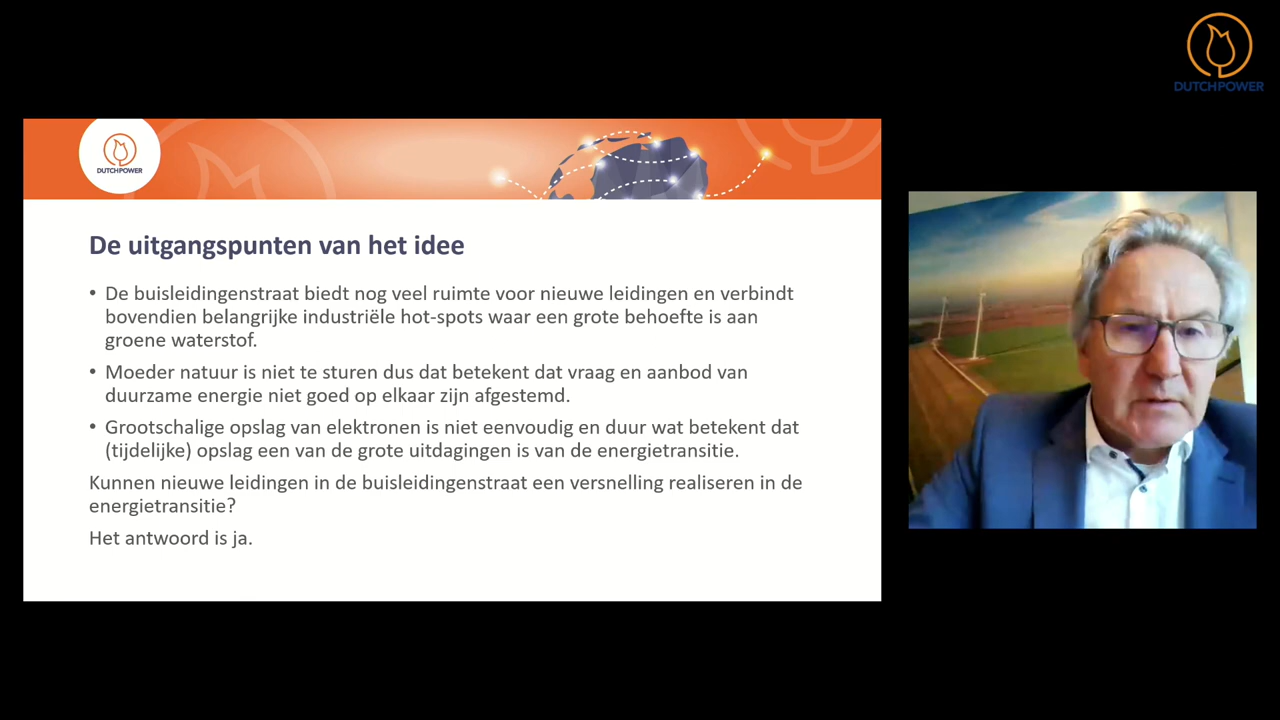 DUTCH POWER
DUTCH POWER
De uitgangspunten van het idee
• De buisleidingenstraat biedt nog veel ruimte voor nieuwe leidingen en verbindt
bovendien belangrijke industriële hot-spots waar een grote behoefte is aan
groene waterstof.
• Moeder natuur is niet te sturen dus dat betekent dat vraag en aanbod van
duurzame energie niet goed op elkaar zijn afgestemd.
• Grootschalige opslag van elektronen is niet eenvoudig en duur wat betekent dat
(tijdelijke) opslag een van de grote uitdagingen is van de energietransitie.
Kunnen nieuwe leidingen in de buisleidingenstraat een versnelling realiseren in de
energietransitie?
Het antwoord is ja.